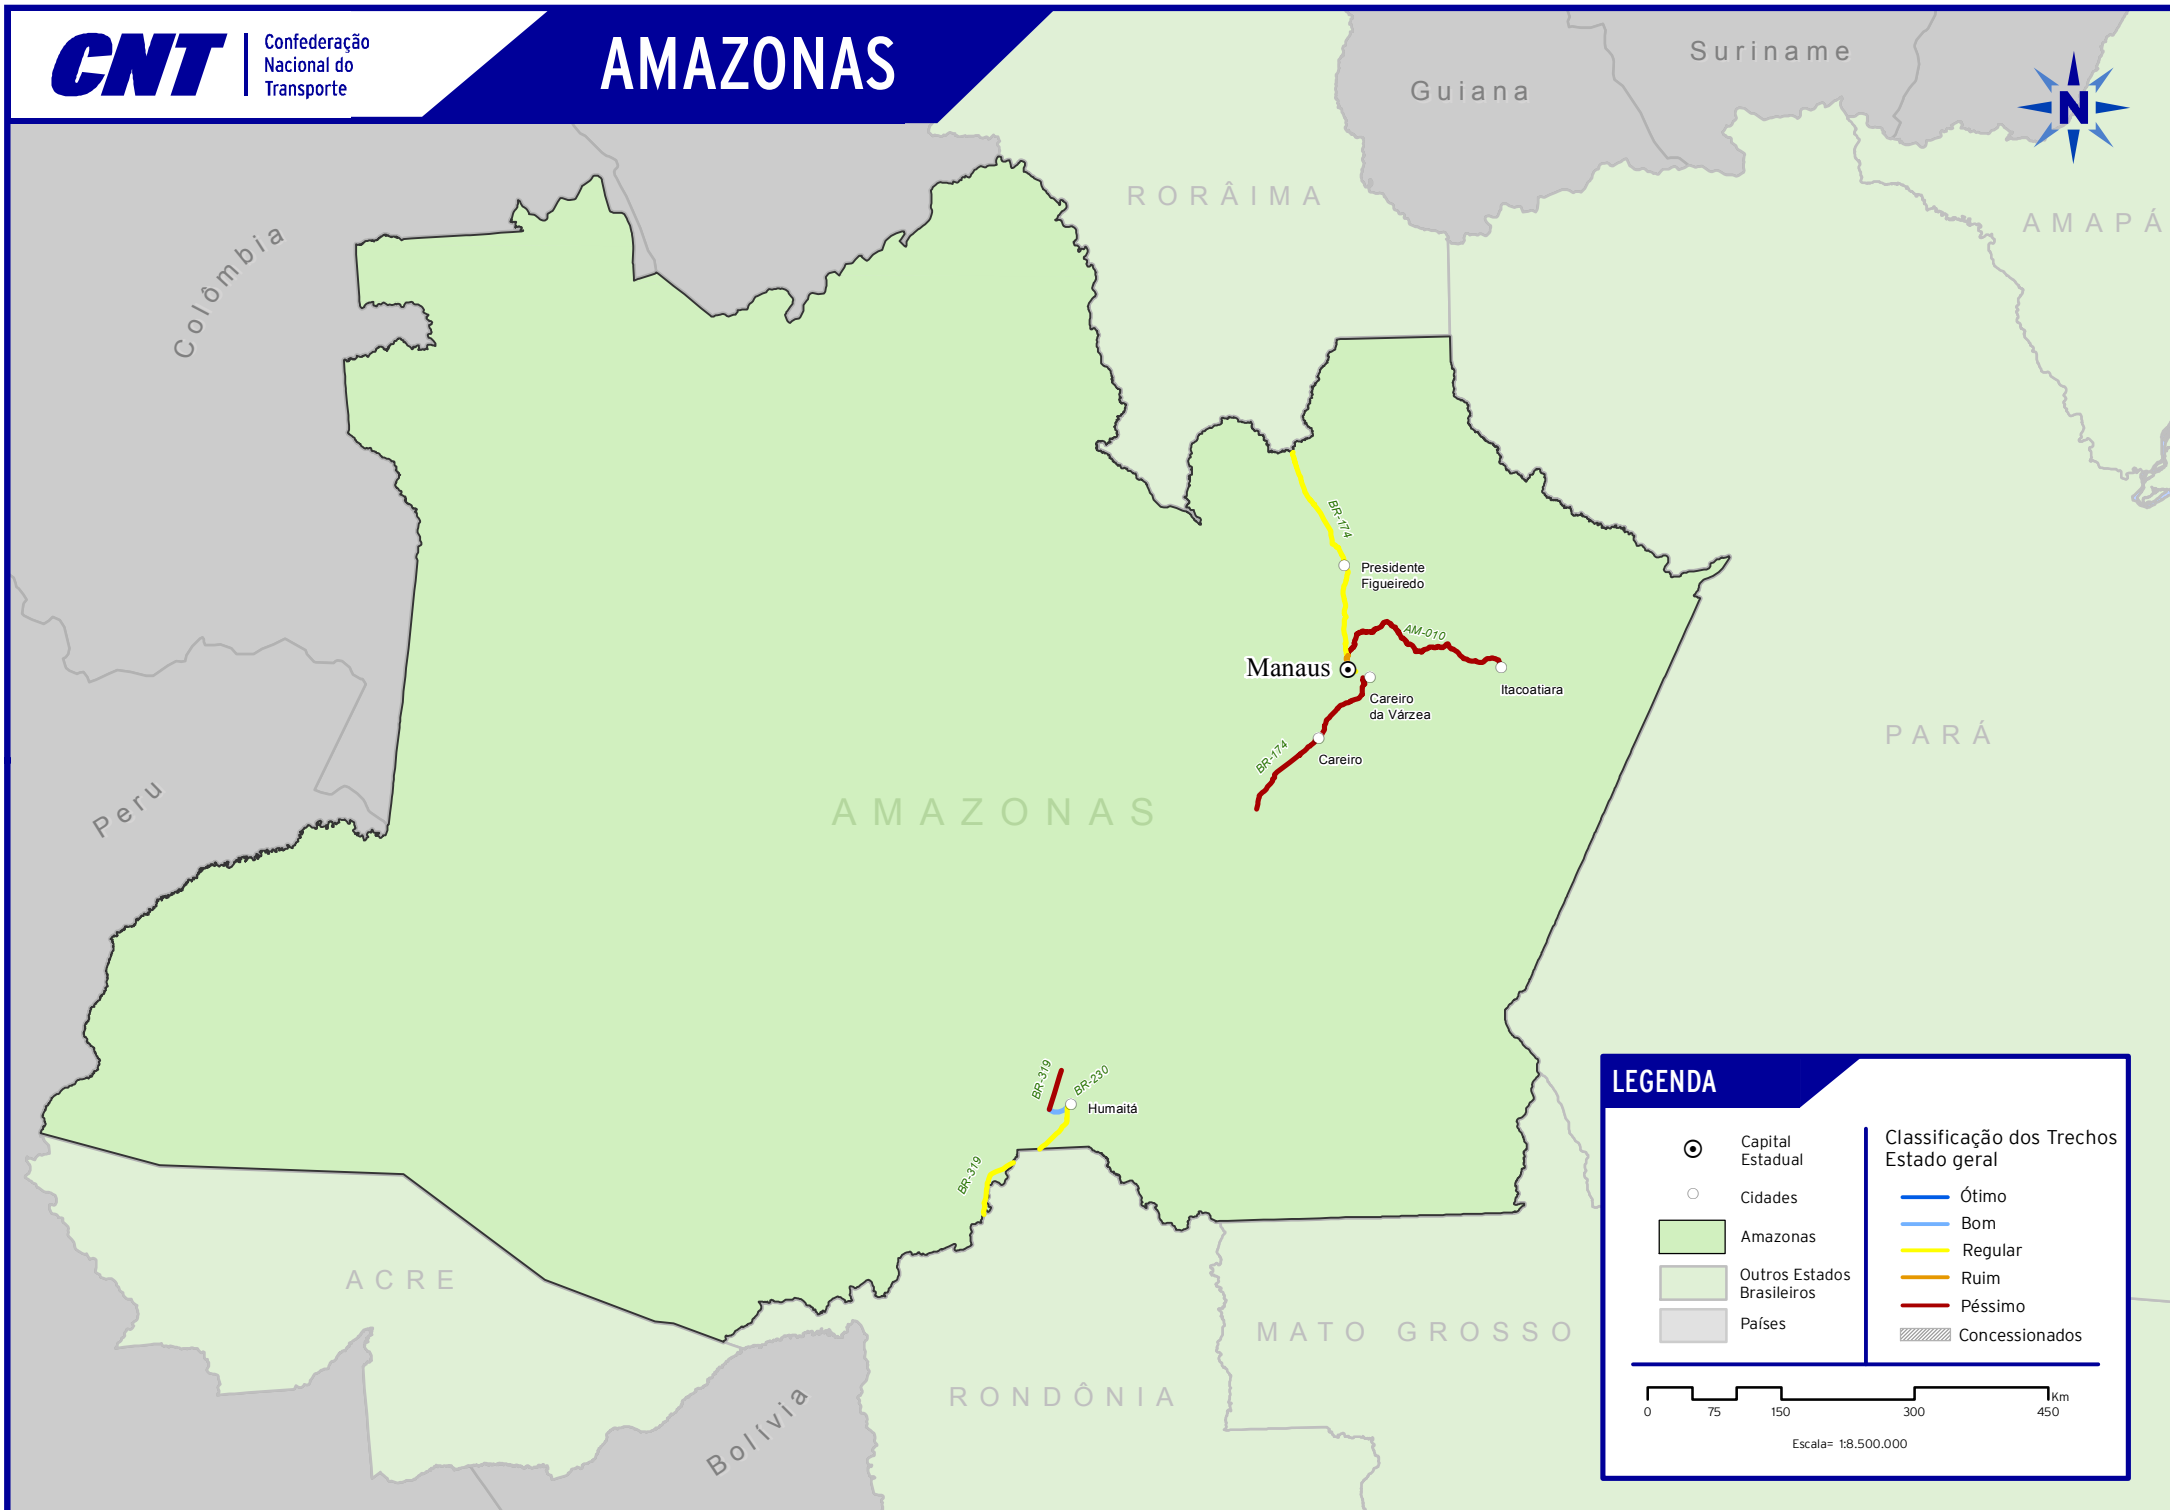 CNT
Confederação
Nacional do
Transporte
AMAZONAS
Suriname
Guiana
N
RORÂIMA
AMAPÁ
Colômbia
BR-174
Presidente
Figueiredo
AM-010
Manaus
Itacoatiara
Careiro
da Várzea
PARÁ
BR-174
Careiro
Peru
AMAZONAS
BR-319
BR-230
Humaitá
BR-319
ACRE
MATO GROSSO
RONDÔNIA
Bolívia
LEGENDA
Capital
Estadual
Cidades
Amazonas
Outros Estados
Brasileiros
Países
Classificação dos Trechos
Estado geral
Ótimo
Bom
Regular
Ruim
Péssimo
Concessionados
Km
0 75 150 300 450
Escala= 1:8.500.000